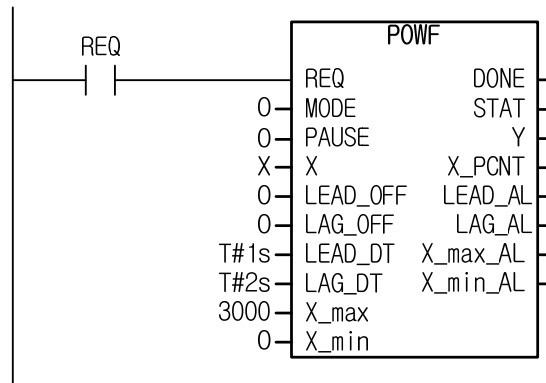 POWF
REQ
REQ DONE
0 MODE STAT
0 PAUSE Y
X X X_PCNT
0 LEAD_OFF LEAD_AL
0 LAG_OFF LAG_AL
T#1s LEAD_DT X_max_AL
T#2s LAG_DT X_min_AL
3000 X_max
0 X_min